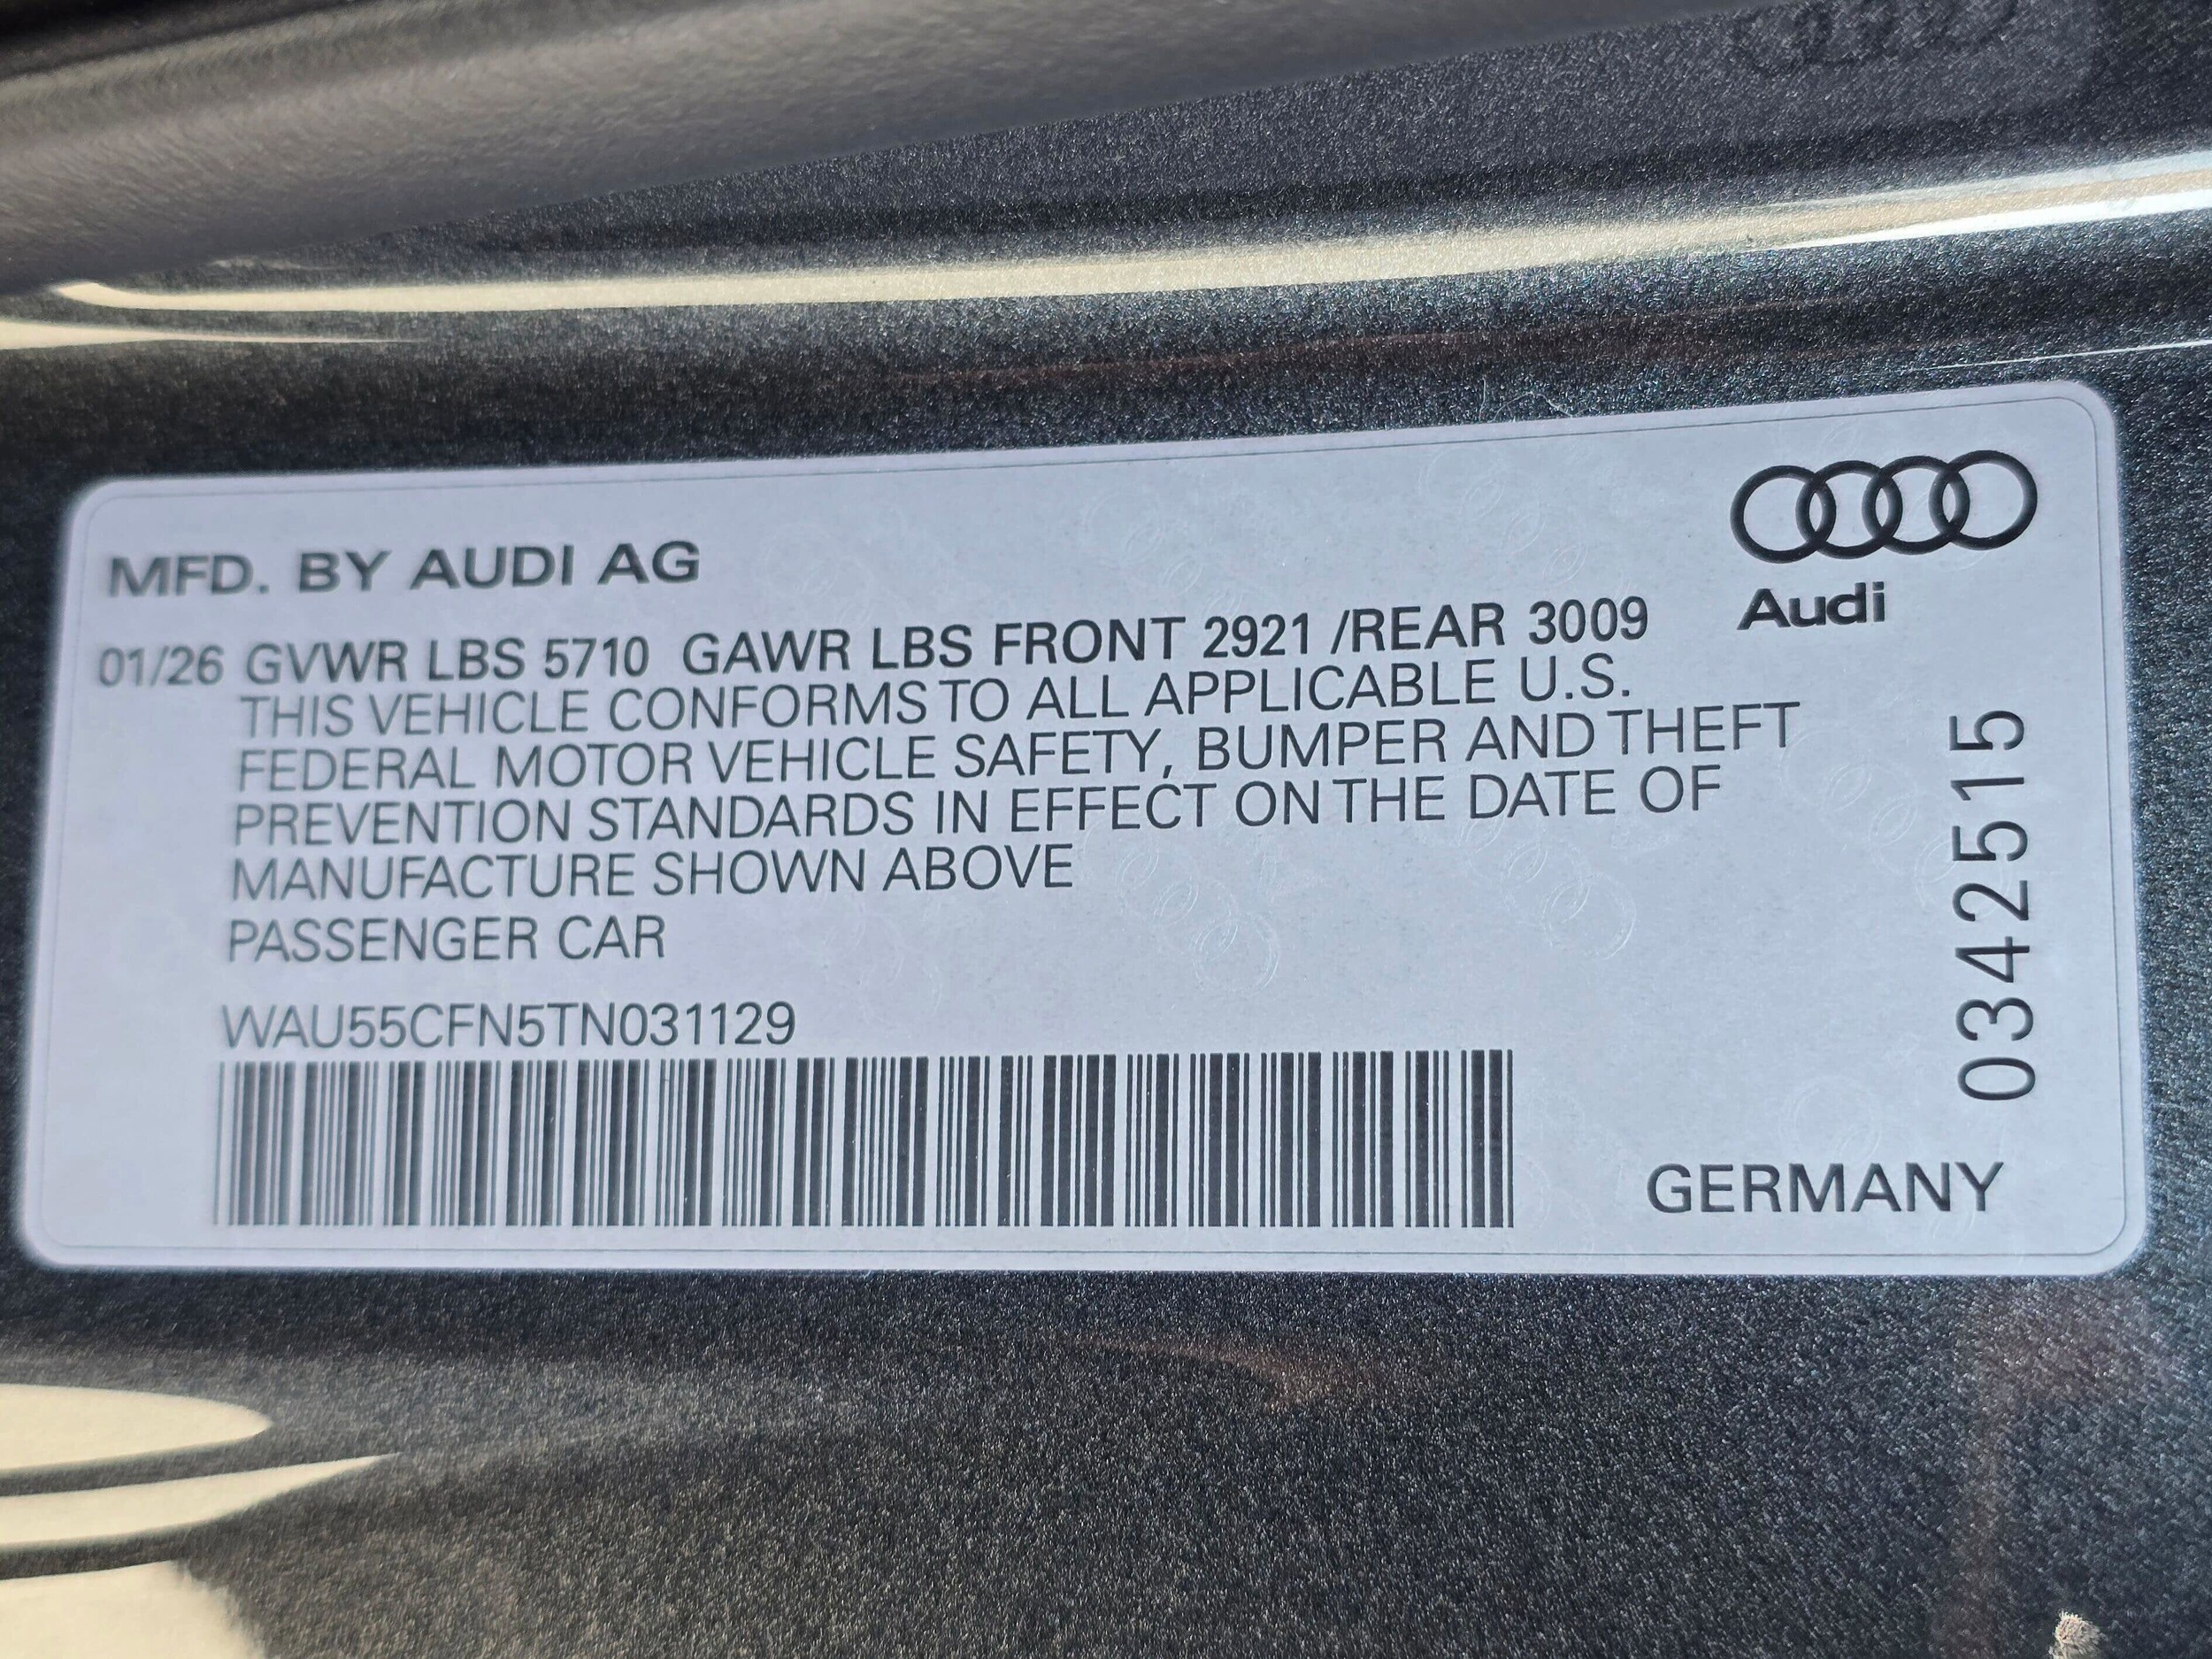 MFD. BY AUDI AG
Audi
01/26 GVWR LBS 5710 GAWR LBS FRONT 2921 /REAR 3009
THIS VEHICLE CONFORMS TO ALL APPLICABLE U.S.
FEDERAL MOTOR VEHICLE SAFETY, BUMPER AND THEFT
PREVENTION STANDARDS IN EFFECT ON THE DATE OF
MANUFACTURE SHOWN ABOVE
PASSENGER CAR
WAU55CFN5TN031129
0342515
GERMANY